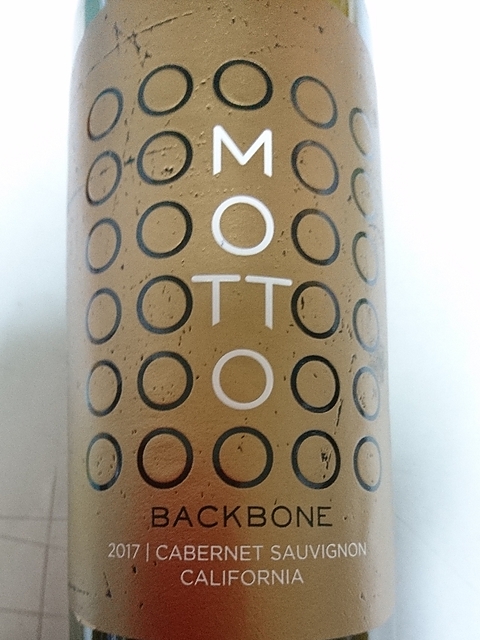 M
O
TT
O
BACKBONE
2017 | CABERNET SAUVIGNON
CALIFORNIA